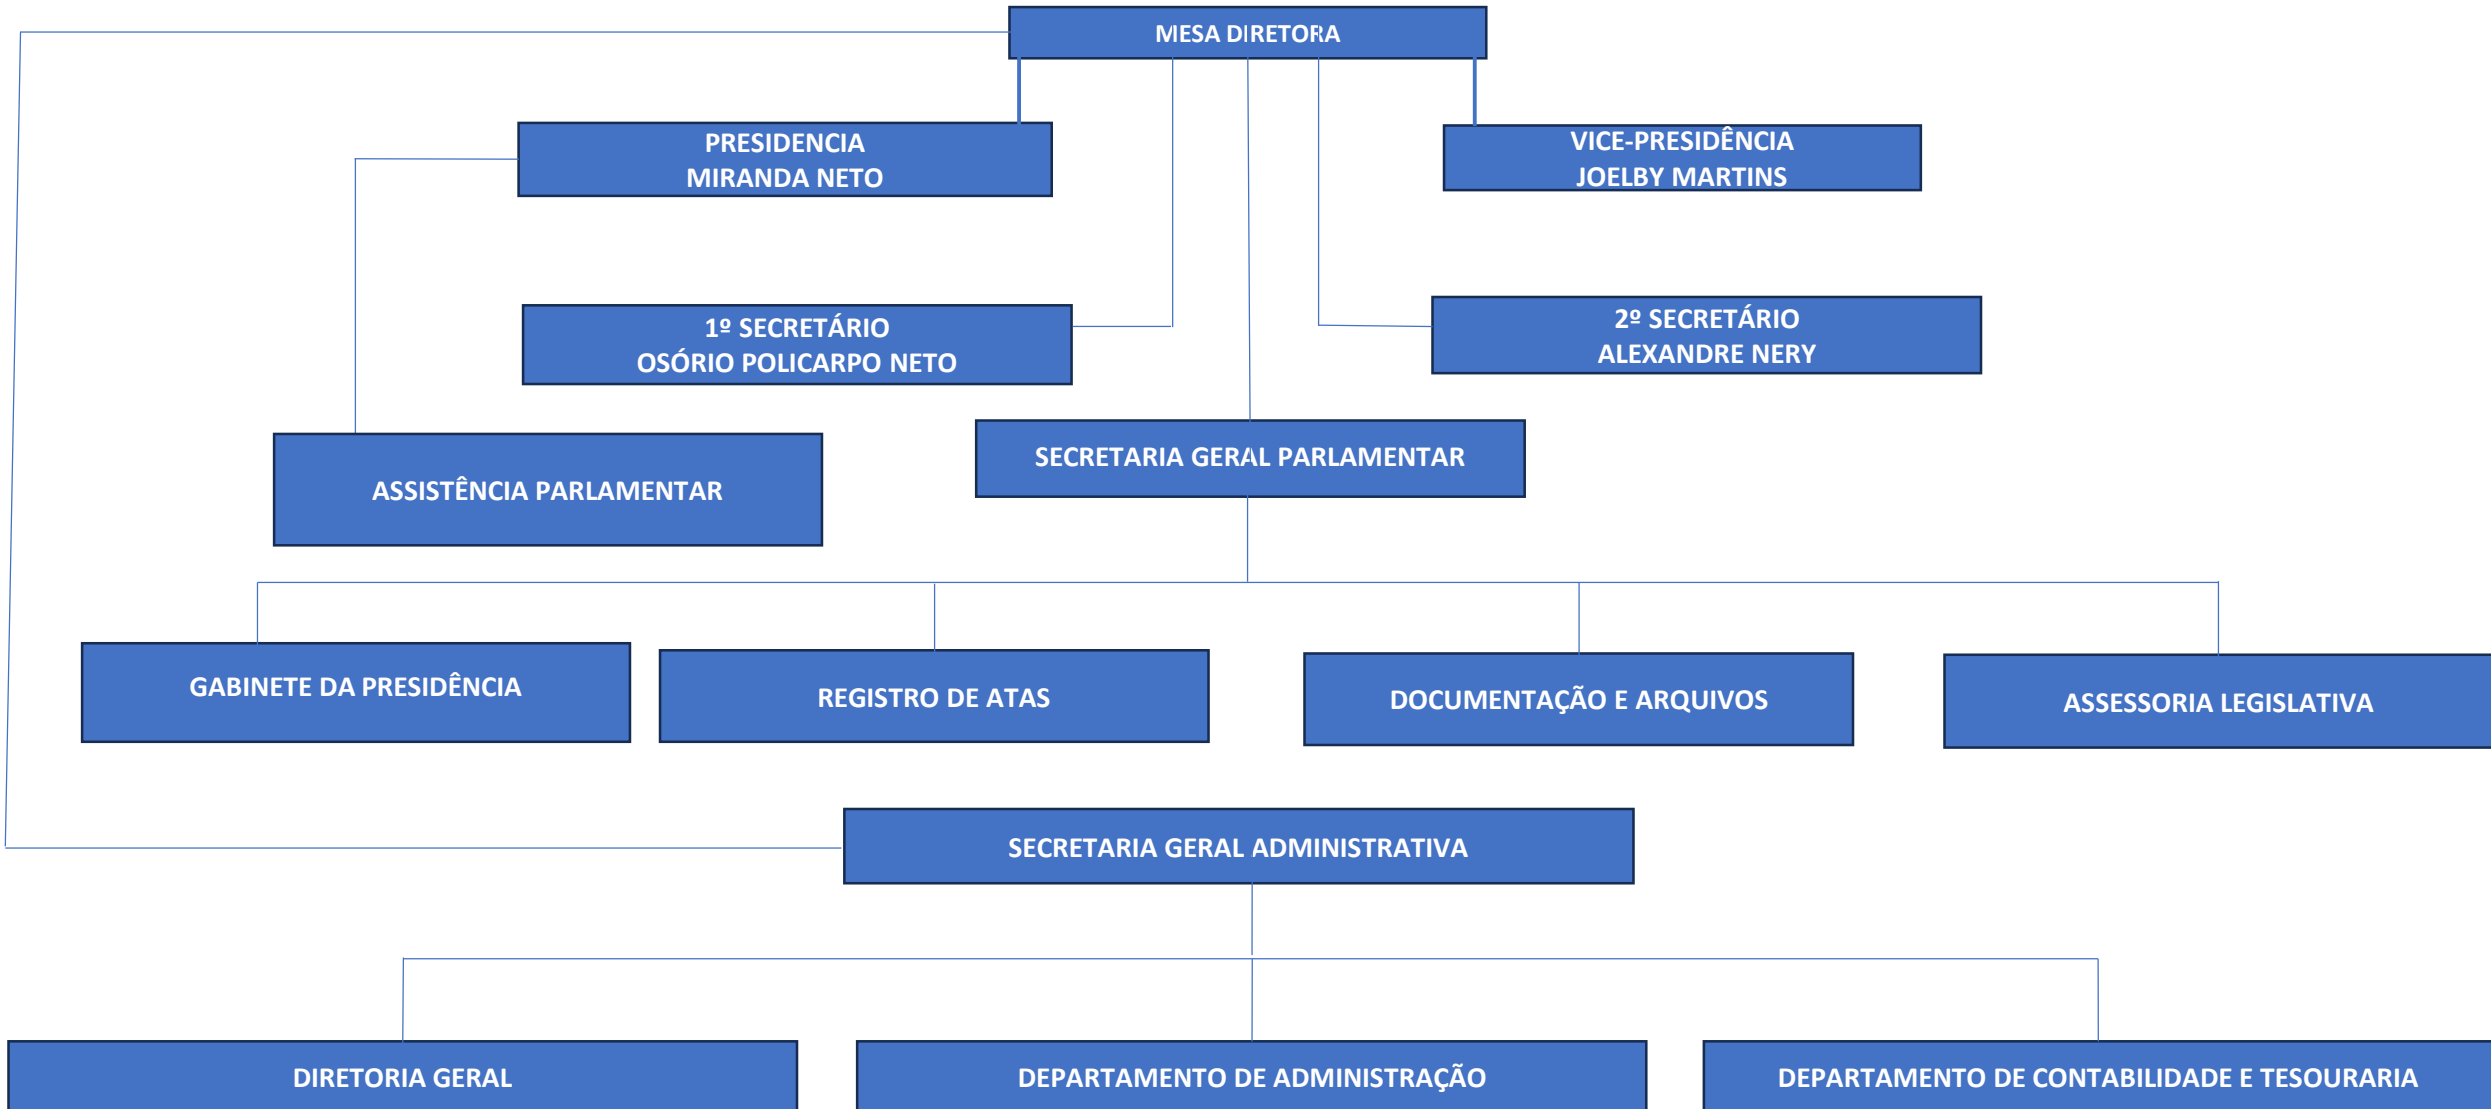 MESA DIRETORA
PRESIDENCIA
MIRANDA NETO
VICE-PRESIDÊNCIA
JOELBY MARTINS
1º SECRETÁRIO
OSÓRIO POLICARPO NETO
2º SECRETÁRIO
ALEXANDRE NERY
ASSISTÊNCIA PARLAMENTAR
SECRETARIA GERAL PARLAMENTAR
GABINETE DA PRESIDÊNCIA
REGISTRO DE ATAS
DOCUMENTAÇÃO E ARQUIVOS
ASSESSORIA LEGISLATIVA
SECRETARIA GERAL ADMINISTRATIVA
DIRETORIA GERAL
DEPARTAMENTO DE ADMINISTRAÇÃO
DEPARTAMENTO DE CONTABILIDADE E TESOURARIA